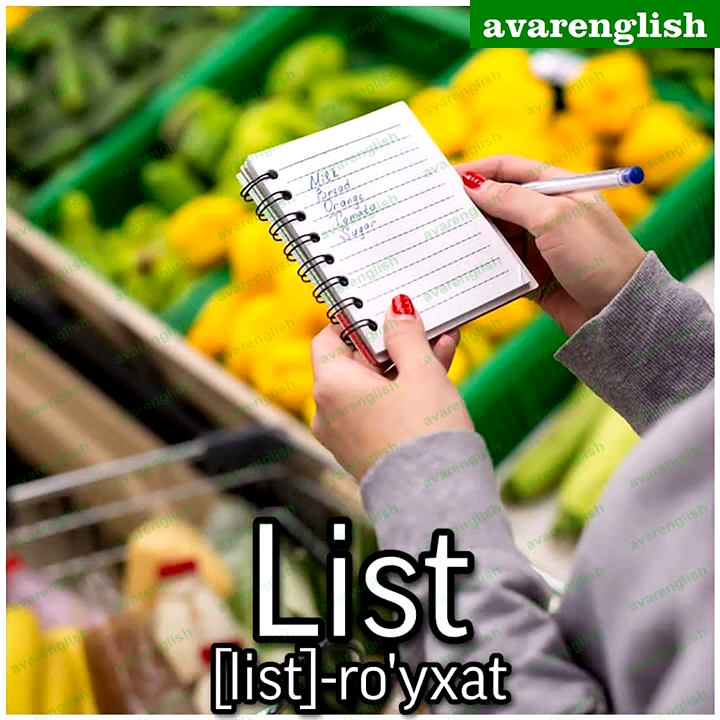 avarenglish
Milk
Bread
Orange
Tomato
Sugar
List
[list]-ro'yxat